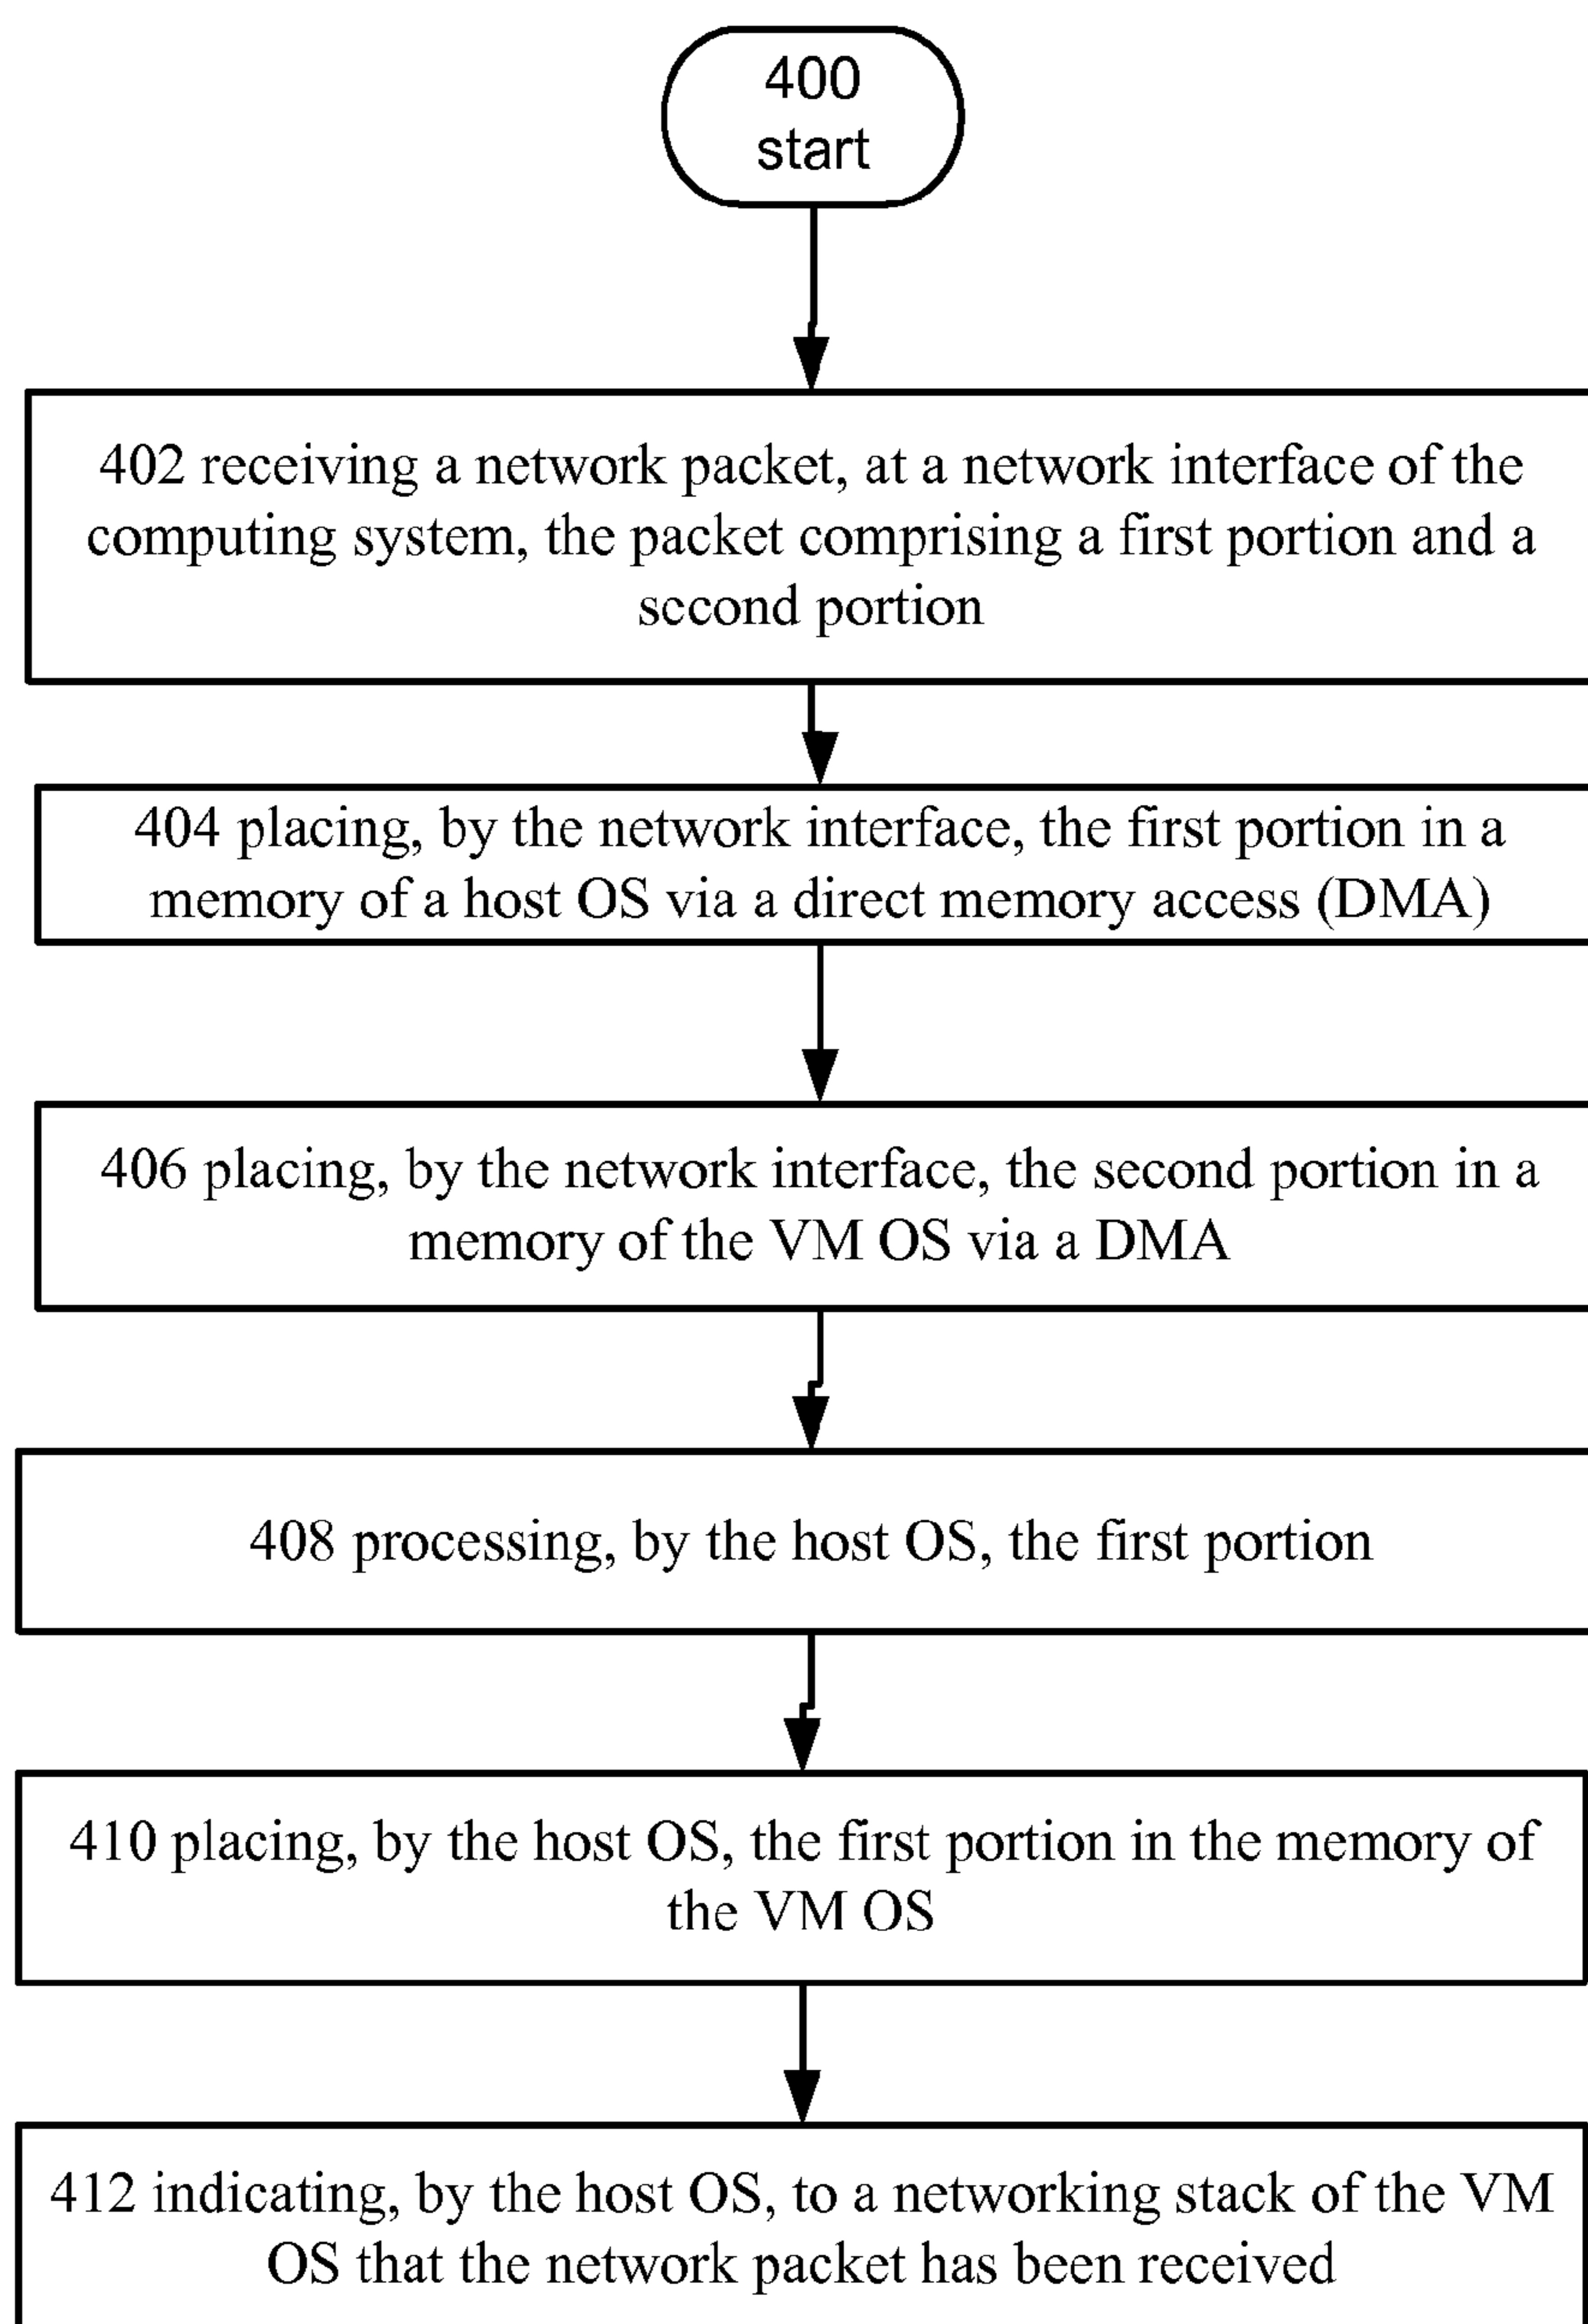 400
start
402 receiving a network packet, at a network interface of the
computing system, the packet comprising a first portion and a
second portion
404 placing, by the network interface, the first portion in a
memory of a host OS via a direct memory access (DMA)
406 placing, by the network interface, the second portion in a
memory of the VM OS via a DMA
408 processing, by the host OS, the first portion
410 placing, by the host OS, the first portion in the memory of
the VM OS
412 indicating, by the host OS, to a networking stack of the VM
OS that the network packet has been received